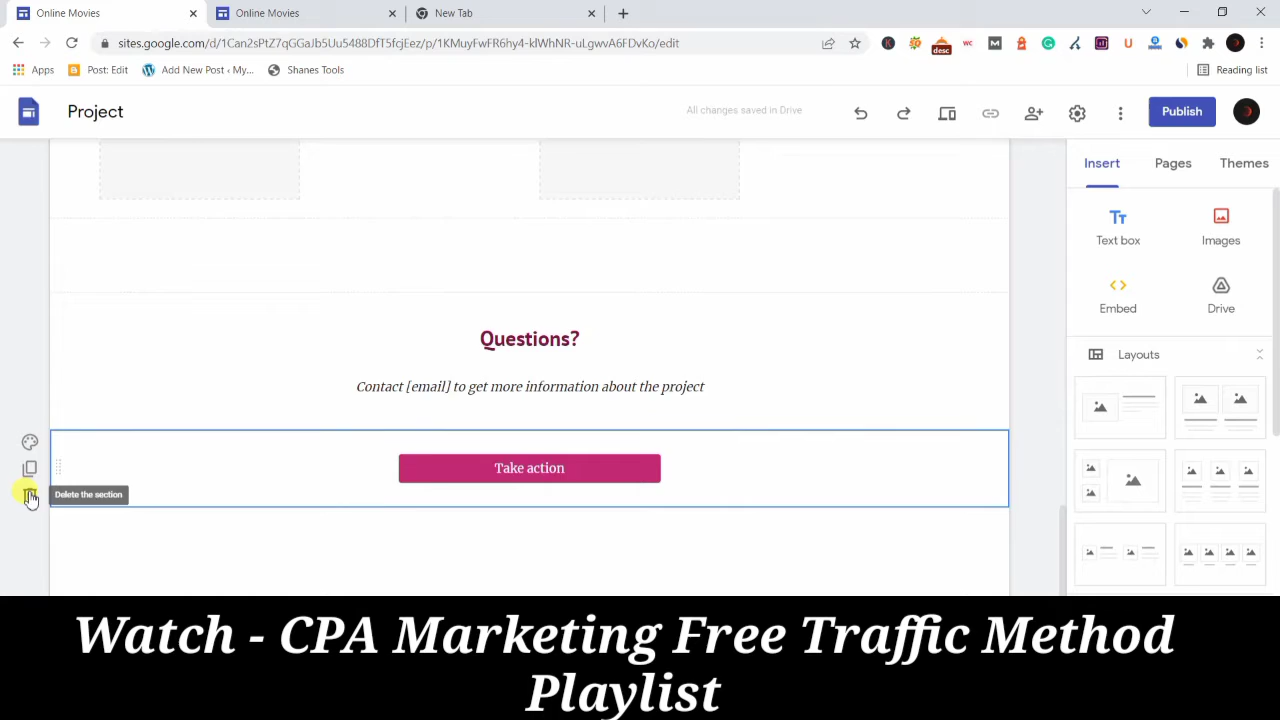 Online Movies
Online Movies
New Tab
sites.google.com/d/1Can2sPtZ7qGGaJb5Uu5488DfT5fojEez/p/1KMuyFwFR6hy4-klWhNR-uLgwvA6FDvKo/edit
desc
Apps
Post: Edit
Add New Post ‹ My...
Shanes Tools
Reading list
Project
All changes saved in Drive
Publish
Insert
Pages
Themes
Text box
Images
Embed
Drive
Layouts
Questions?
Contact [email] to get more information about the project
Take action
Delete the section
Watch - CPA Marketing Free Traffic Method
Playlist